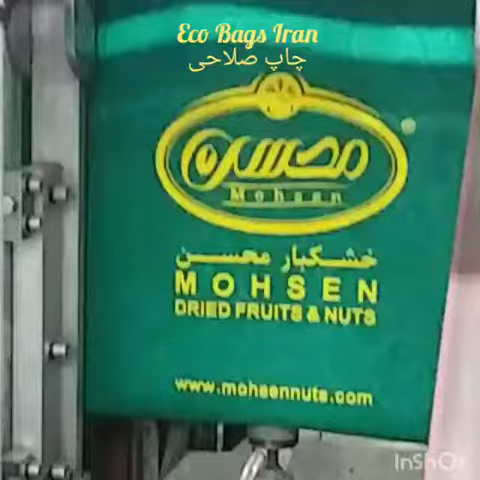 Eco Bags Iran
چاپ صلاحی
محسن
Mohsen
خشکبار محسن
MOHSEN
DRIED FRUITS & NUTS
www.mohsennuts.com
InShOt